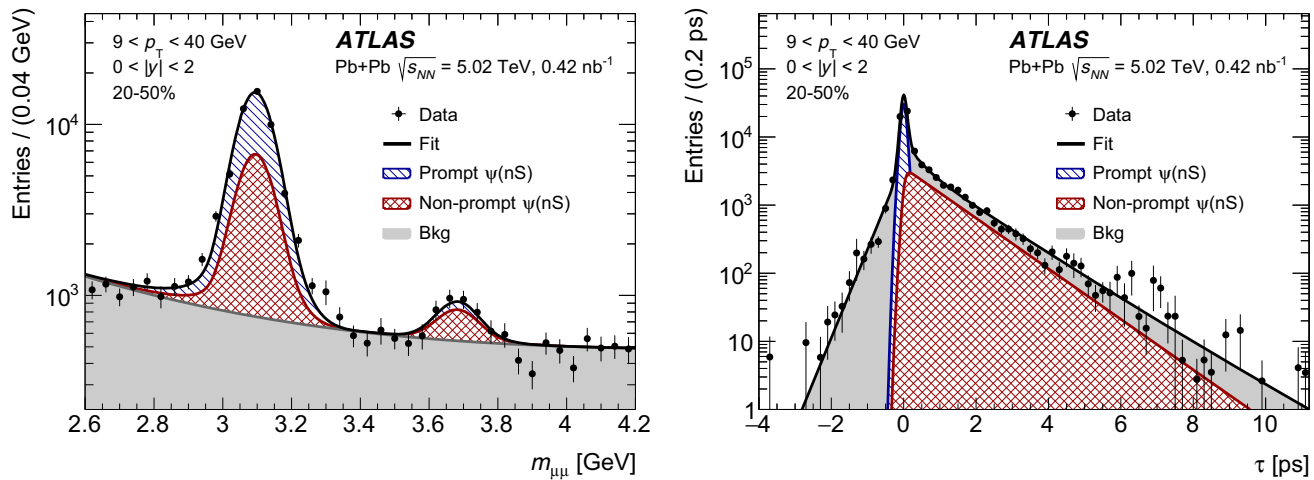 Entries / (0.04 GeV)
9 < p_T < 40 GeV
0 < |y| < 2
20-50%
ATLAS
Pb+Pb √s_NN = 5.02 TeV, 0.42 nb⁻¹
Data
Fit
Prompt ψ(nS)
Non-prompt ψ(nS)
Bkg
10⁴
10³
2.6 2.8 3 3.2 3.4 3.6 3.8 4 4.2
m_μμ [GeV]
Entries / (0.2 ps)
9 < p_T < 40 GeV
0 < |y| < 2
20-50%
ATLAS
Pb+Pb √s_NN = 5.02 TeV, 0.42 nb⁻¹
Data
Fit
Prompt ψ(nS)
Non-prompt ψ(nS)
Bkg
10⁵
10⁴
10³
10²
10
1
−4 −2 0 2 4 6 8 10
τ [ps]